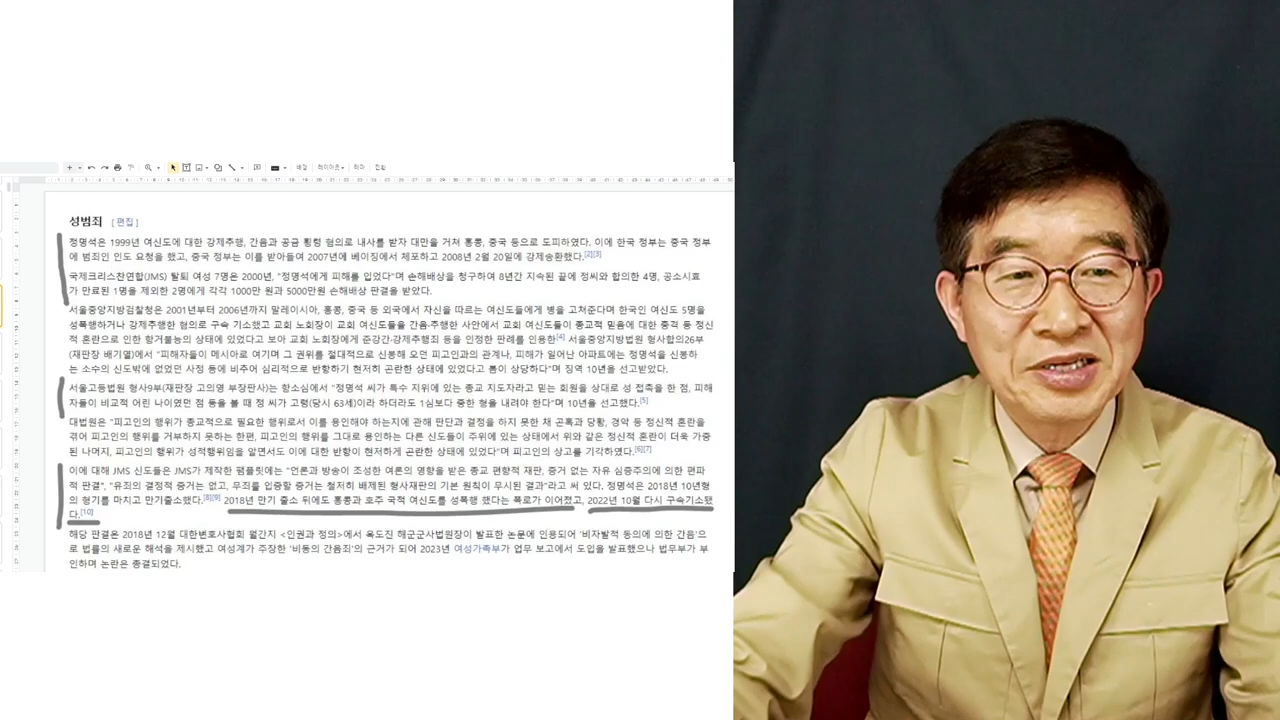 배경 레이아웃 테마 전환
성범죄 [ 편집 ]
정명석은 1999년 여신도에 대한 강제추행, 간음과 공금 횡령 혐의로 내사를 받자 대만을 거쳐 홍콩, 중국 등으로 도피하였다. 이에 한국 정부는 중국 정부
에 범죄인 인도 요청을 했고, 중국 정부는 이를 받아들여 2007년에 베이징에서 체포하고 2008년 2월 20일에 강제송환했다.[2][3]
국제크리스찬연합(JMS) 탈퇴 여성 7명은 2000년, "정명석에게 피해를 입었다"며 손해배상을 청구하여 8년간 지속된 끝에 정씨와 합의한 4명, 공소시효
가 만료된 1명을 제외한 2명에게 각각 1000만 원과 5000만원 손해배상 판결을 받았다.
서울중앙지방검찰청은 2001년부터 2006년까지 말레이시아, 홍콩, 중국 등 외국에서 자신을 따르는 여신도들에게 병을 고쳐준다며 한국인 여신도 5명을
성폭행하거나 강제추행한 혐의로 구속 기소했고 교회 노회장이 교회 여신도들을 간음·추행한 사안에서 교회 여신도들이 종교적 믿음에 대한 충격 등 정신
적 혼란으로 인한 항거불능의 상태에 있었다고 보아 교회 노회장에게 준강간·강제추행죄 등을 인정한 판례를 인용한[4] 서울중앙지방법원 형사합의26부
(재판장 배기열)에서 "피해자들이 메시아로 여기며 그 권위를 절대적으로 신봉해 오면 피고인과의 관계나, 피해가 일어난 아파트에는 정명석을 신봉하
는 소수의 신도밖에 없었던 사정 등에 비추어 심리적으로 반항하기 현저히 곤란한 상태에 있었다고 봄이 상당하다"며 징역 10년을 선고받았다.
서울고등법원 형사9부(재판장 고의영 부장판사)는 항소심에서 "정명석 씨가 특수 지위에 있는 종교 지도자라고 믿는 회원을 상대로 성 접촉을 한 점, 피해
자들이 비교적 어린 나이였던 점 등을 볼 때 정 씨가 고령(당시 63세)이라 하더라도 1심보다 중한 형을 내려야 한다"며 10년을 선고했다.[5]
대법원은 "피고인의 행위가 종교적으로 필요한 행위로서 이를 용인해야 하는지에 관해 판단과 결정을 하지 못한 채 곤혹과 당황, 경악 등 정신적 혼란을
겪어 피고인의 행위를 거부하지 못하는 한편, 피고인의 행위를 그대로 용인하는 다른 신도들이 주위에 있는 상태에서 위와 같은 정신적 혼란이 더욱 가중
된 나머지, 피고인의 행위가 성적행위임을 알면서도 이에 대한 반항이 현저하게 곤란한 상태에 있었다"며 피고인의 상고를 기각하였다.[6][7]
이에 대해 JMS 신도들은 JMS가 제작한 팸플릿에는 "언론과 방송이 조성한 여론의 영향을 받은 종교 편향적 재판, 증거 없는 자유 심증주의에 의한 편파
적 판결", "유죄의 결정적 증거는 없고, 무죄를 입증할 증거는 철저히 배제된 형사재판의 기본 원칙이 무시된 결과"라고 써 있다. 정명석은 2018년 10년형
의 형기를 마치고 만기출소했다.[8][9] 2018년 만기 출소 뒤에도 홍콩과 호주 국적 여신도를 성폭행 했다는 폭로가 이어졌고, 2022년 10월 다시 구속기소됐
다.[10]
해당 판결은 2018년 12월 대한변호사협회 월간지 <인권과 정의>에서 옥도진 해군군사법원장이 발표한 논문에 인용되어 '비자발적 동의에 의한 간음'으
로 법률의 새로운 해석을 제시했고 여성계가 주장한 '비동의 간음죄'의 근거가 되어 2023년 여성가족부가 업무 보고에서 도입을 발표했으나 법무부가 부
인하며 논란은 종결되었다.